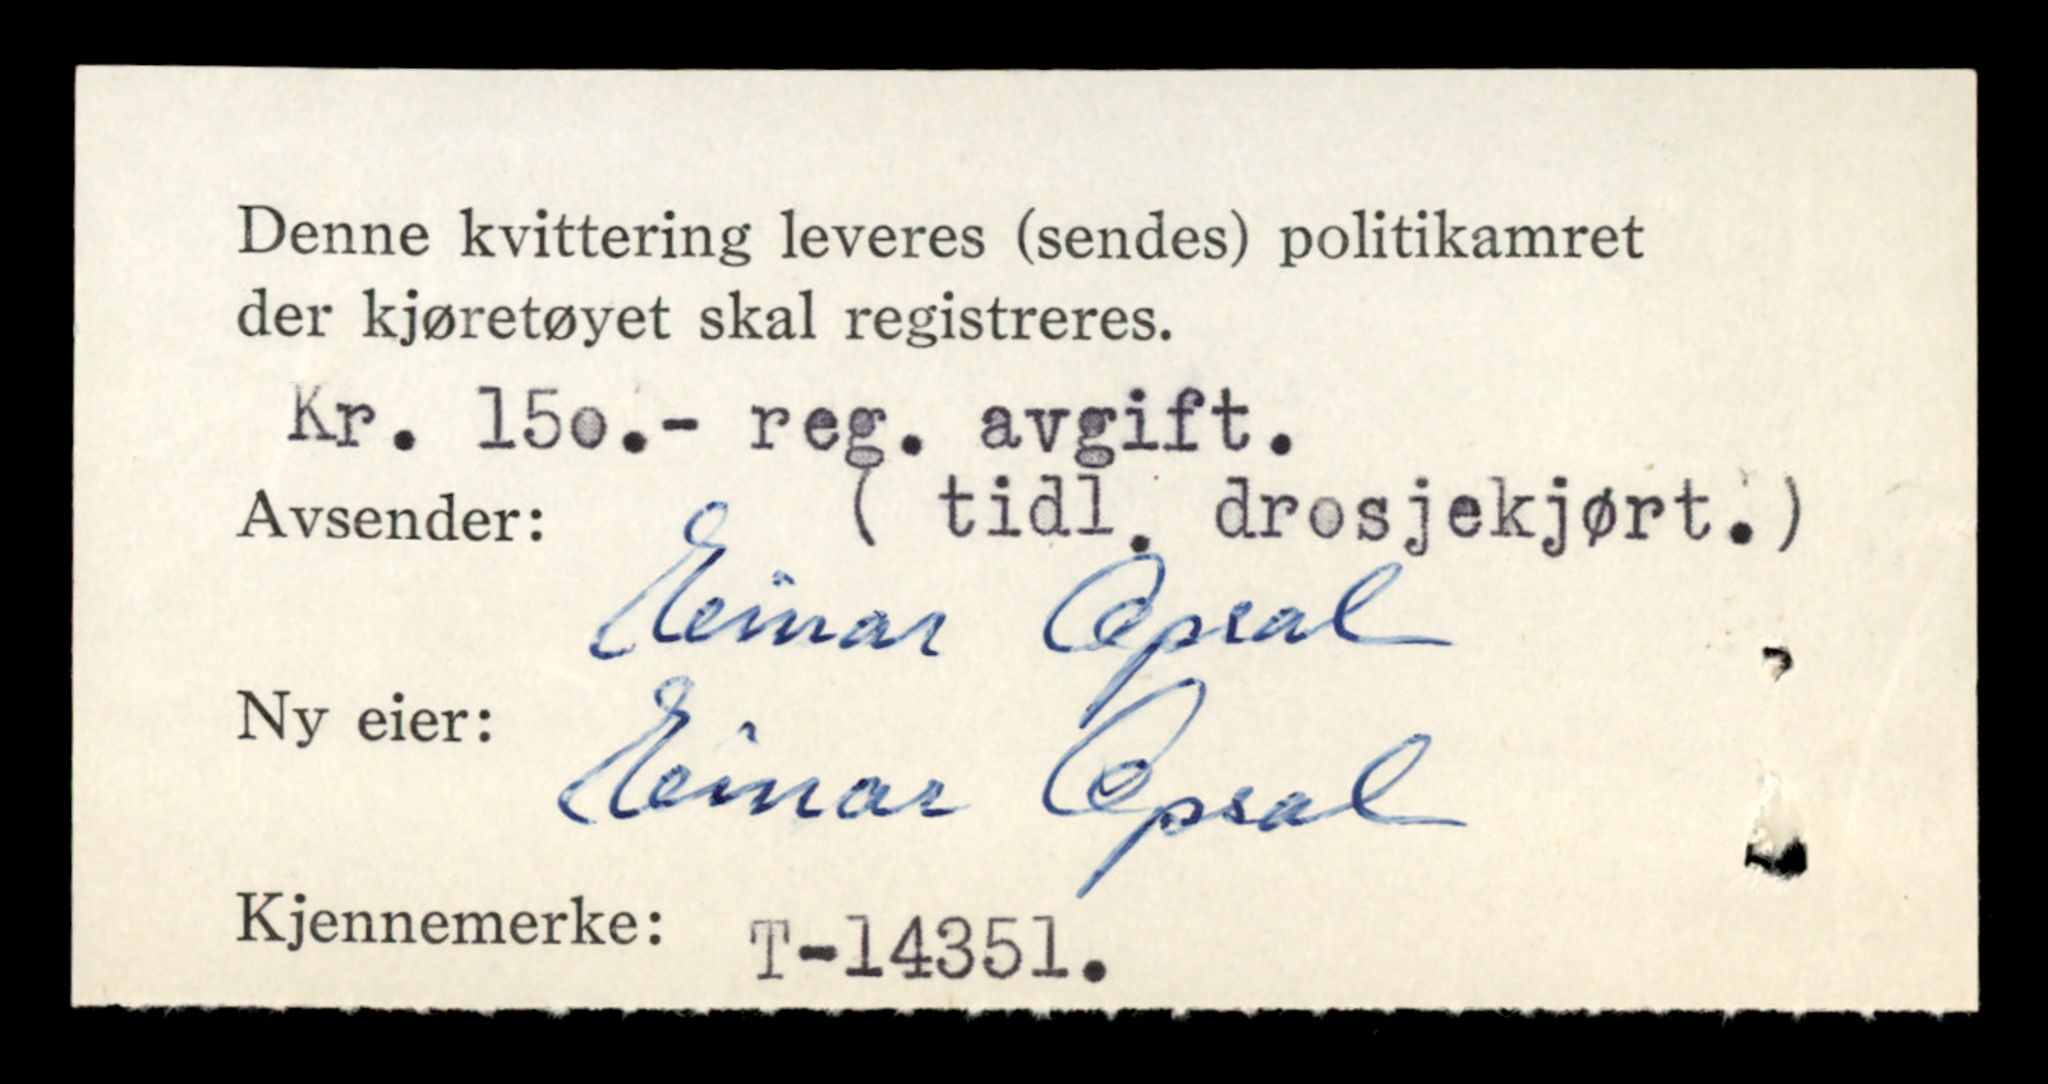 Denne kvittering leveres (sendes) politikamret
der kjøretøyet skal registreres.
Kr. 150.- reg. avgift.
Avsender: ( tidl. drosjekjørt.)
Einar Opsal
Ny eier:
Einar Opsal
Kjennemerke: T-14351.